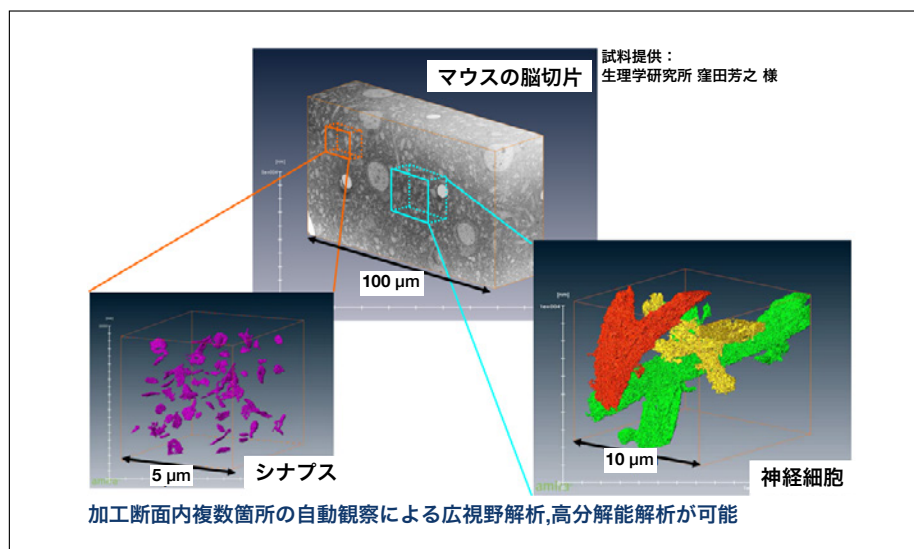 試料提供：
生理学研究所 窪田芳之 様
マウスの脳切片
100 µm
5 µm
シナプス
10 µm
神経細胞
加工断面内複数箇所の自動観察による広視野解析,高分解能解析が可能